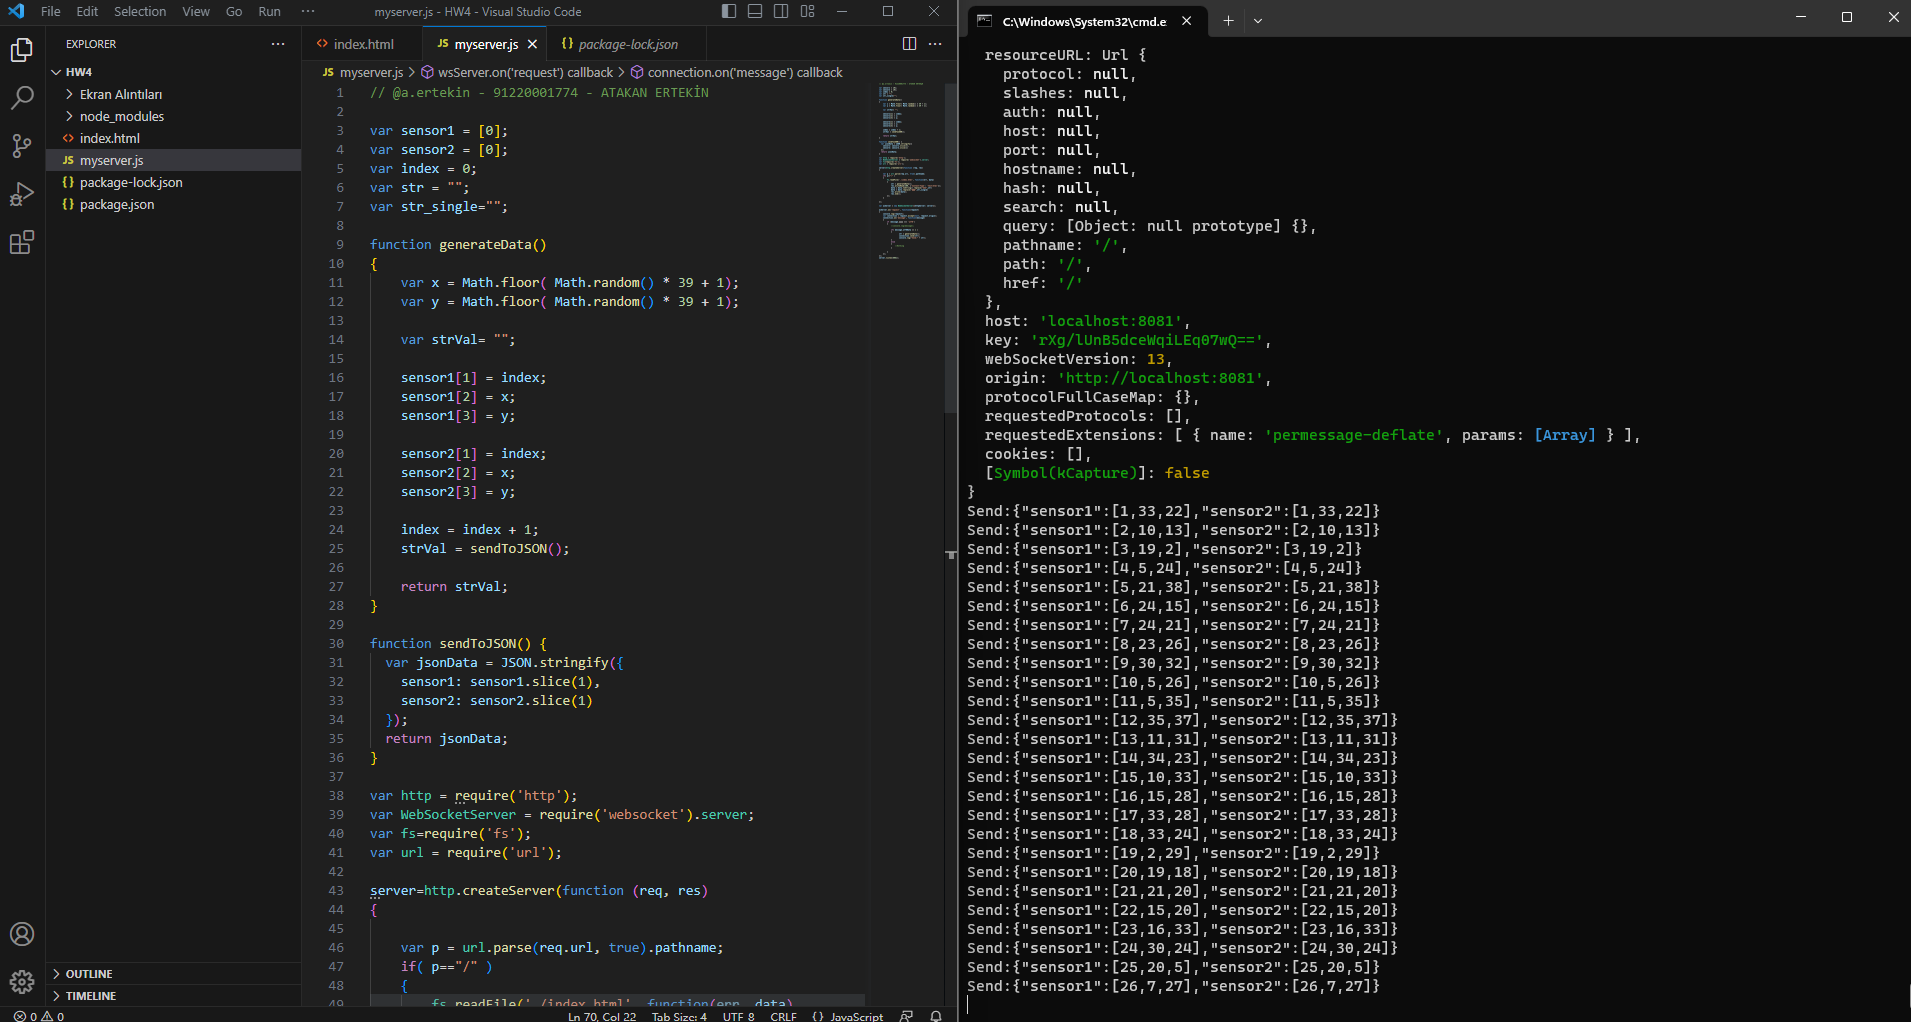 File Edit Selection View Go Run ··· myserver.js - HW4 - Visual Studio Code
EXPLORER ···
HW4
Ekran Alıntıları
node_modules
index.html
JS myserver.js
{} package-lock.json
{} package.json
OUTLINE
TIMELINE
<> index.html JS myserver.js {} package-lock.json ···
JS myserver.js > wsServer.on('request') callback > connection.on('message') callback
1 // @a.ertekin - 91220001774 - ATAKAN ERTEKİN
2
3 var sensor1 = [0];
4 var sensor2 = [0];
5 var index = 0;
6 var str = "";
7 var str_single="";
8
9 function generateData()
10 {
11 var x = Math.floor( Math.random() * 39 + 1);
12 var y = Math.floor( Math.random() * 39 + 1);
13
14 var strVal= "";
15
16 sensor1[1] = index;
17 sensor1[2] = x;
18 sensor1[3] = y;
19
20 sensor2[1] = index;
21 sensor2[2] = x;
22 sensor2[3] = y;
23
24 index = index + 1;
25 strVal = sendToJSON();
26
27 return strVal;
28 }
29
30 function sendToJSON() {
31 var jsonData = JSON.stringify({
32 sensor1: sensor1.slice(1),
33 sensor2: sensor2.slice(1)
34 });
35 return jsonData;
36 }
37
38 var http = require('http');
39 var WebSocketServer = require('websocket').server;
40 var fs=require('fs');
41 var url = require('url');
42
43 server=http.createServer(function (req, res)
44 {
45
46 var p = url.parse(req.url, true).pathname;
47 if( p=="/" )
48 {
49 fs.readFile('./index.html', function(err, data)
0 0 Ln 70, Col 22 Tab Size: 4 UTF 8 CRLF {} JavaScript
C:\Windows\System32\cmd.e
resourceURL: Url {
protocol: null,
slashes: null,
auth: null,
host: null,
port: null,
hostname: null,
hash: null,
search: null,
query: [Object: null prototype] {},
pathname: '/',
path: '/',
href: '/'
},
host: 'localhost:8081',
key: 'rXg/lUnB5dceWqiLEq07wQ==',
webSocketVersion: 13,
origin: 'http://localhost:8081',
protocolFullCaseMap: {},
requestedProtocols: [],
requestedExtensions: [ { name: 'permessage-deflate', params: [Array] } ],
cookies: [],
[Symbol(kCapture)]: false
}
Send:{"sensor1":[1,33,22],"sensor2":[1,33,22]}
Send:{"sensor1":[2,10,13],"sensor2":[2,10,13]}
Send:{"sensor1":[3,19,2],"sensor2":[3,19,2]}
Send:{"sensor1":[4,5,24],"sensor2":[4,5,24]}
Send:{"sensor1":[5,21,38],"sensor2":[5,21,38]}
Send:{"sensor1":[6,24,15],"sensor2":[6,24,15]}
Send:{"sensor1":[7,24,21],"sensor2":[7,24,21]}
Send:{"sensor1":[8,23,26],"sensor2":[8,23,26]}
Send:{"sensor1":[9,30,32],"sensor2":[9,30,32]}
Send:{"sensor1":[10,5,26],"sensor2":[10,5,26]}
Send:{"sensor1":[11,5,35],"sensor2":[11,5,35]}
Send:{"sensor1":[12,35,37],"sensor2":[12,35,37]}
Send:{"sensor1":[13,11,31],"sensor2":[13,11,31]}
Send:{"sensor1":[14,34,23],"sensor2":[14,34,23]}
Send:{"sensor1":[15,10,33],"sensor2":[15,10,33]}
Send:{"sensor1":[16,15,28],"sensor2":[16,15,28]}
Send:{"sensor1":[17,33,28],"sensor2":[17,33,28]}
Send:{"sensor1":[18,33,24],"sensor2":[18,33,24]}
Send:{"sensor1":[19,2,29],"sensor2":[19,2,29]}
Send:{"sensor1":[20,19,18],"sensor2":[20,19,18]}
Send:{"sensor1":[21,21,20],"sensor2":[21,21,20]}
Send:{"sensor1":[22,15,20],"sensor2":[22,15,20]}
Send:{"sensor1":[23,16,33],"sensor2":[23,16,33]}
Send:{"sensor1":[24,30,24],"sensor2":[24,30,24]}
Send:{"sensor1":[25,20,5],"sensor2":[25,20,5]}
Send:{"sensor1":[26,7,27],"sensor2":[26,7,27]}